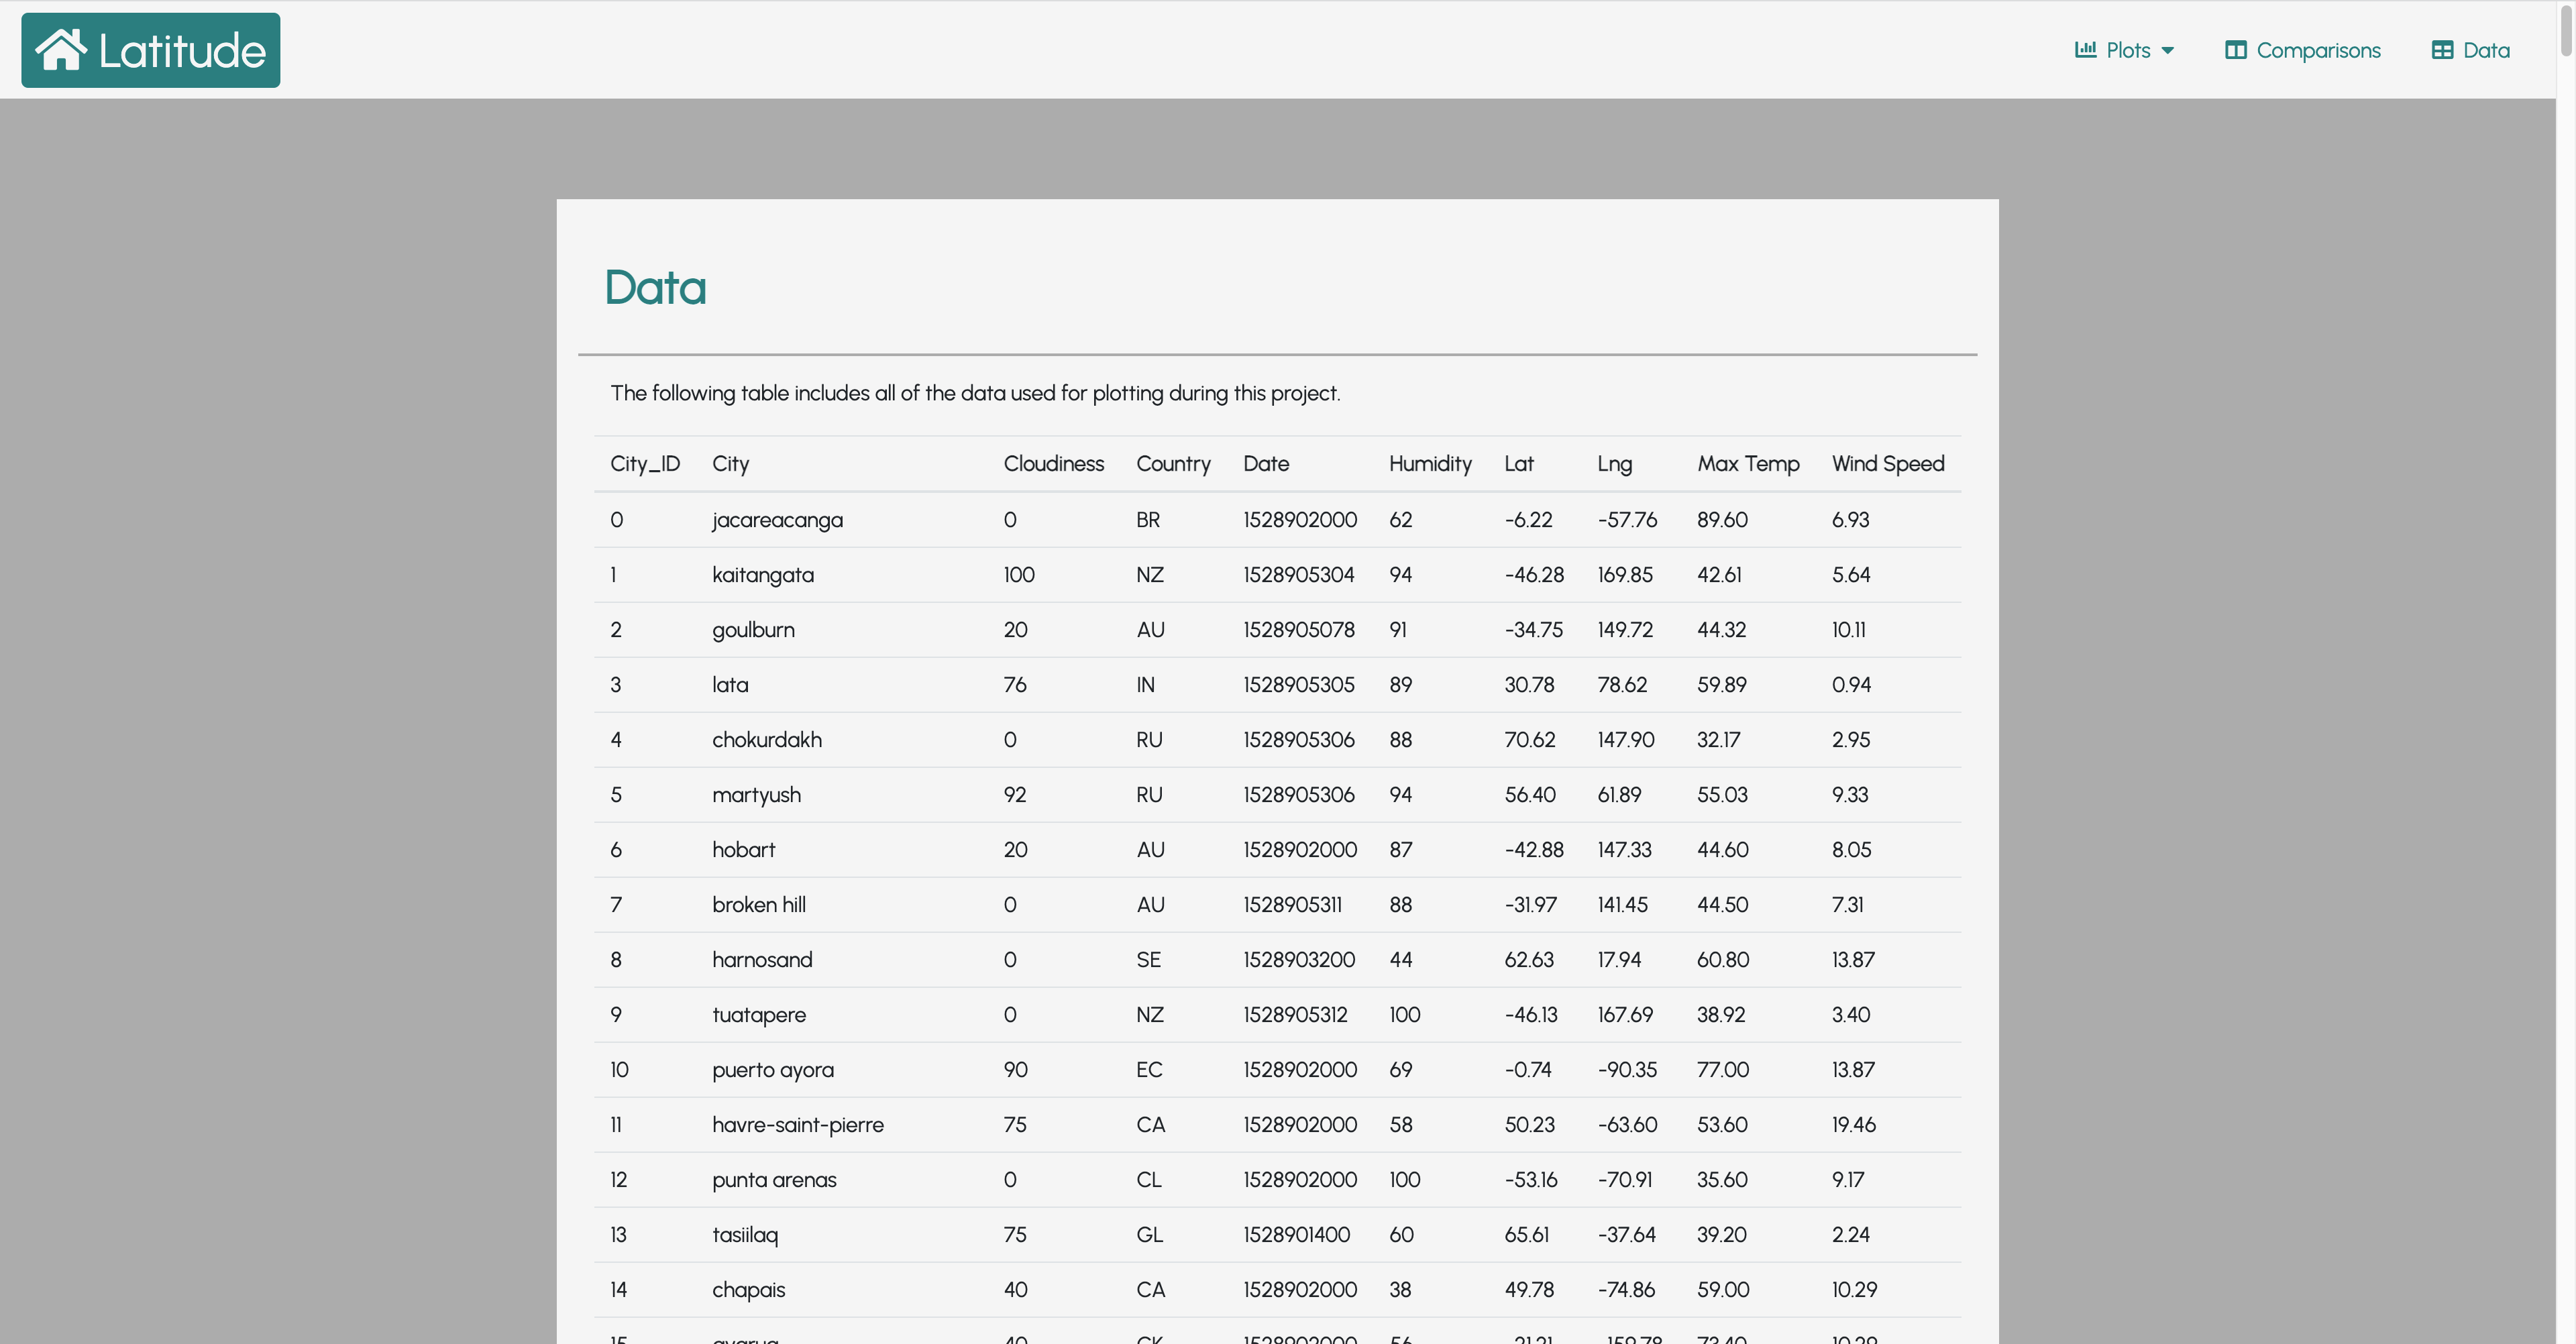 Latitude Plots Comparisons Data
Data
The following table includes all of the data used for plotting during this project.
City_ID City Cloudiness Country Date Humidity Lat Lng Max Temp Wind Speed
0 jacareacanga 0 BR 1528902000 62 -6.22 -57.76 89.60 6.93
1 kaitangata 100 NZ 1528905304 94 -46.28 169.85 42.61 5.64
2 goulburn 20 AU 1528905078 91 -34.75 149.72 44.32 10.11
3 lata 76 IN 1528905305 89 30.78 78.62 59.89 0.94
4 chokurdakh 0 RU 1528905306 88 70.62 147.90 32.17 2.95
5 martyush 92 RU 1528905306 94 56.40 61.89 55.03 9.33
6 hobart 20 AU 1528902000 87 -42.88 147.33 44.60 8.05
7 broken hill 0 AU 1528905311 88 -31.97 141.45 44.50 7.31
8 harnosand 0 SE 1528903200 44 62.63 17.94 60.80 13.87
9 tuatapere 0 NZ 1528905312 100 -46.13 167.69 38.92 3.40
10 puerto ayora 90 EC 1528902000 69 -0.74 -90.35 77.00 13.87
11 havre-saint-pierre 75 CA 1528902000 58 50.23 -63.60 53.60 19.46
12 punta arenas 0 CL 1528902000 100 -53.16 -70.91 35.60 9.17
13 tasiilaq 75 GL 1528901400 60 65.61 -37.64 39.20 2.24
14 chapais 40 CA 1528902000 38 49.78 -74.86 59.00 10.29